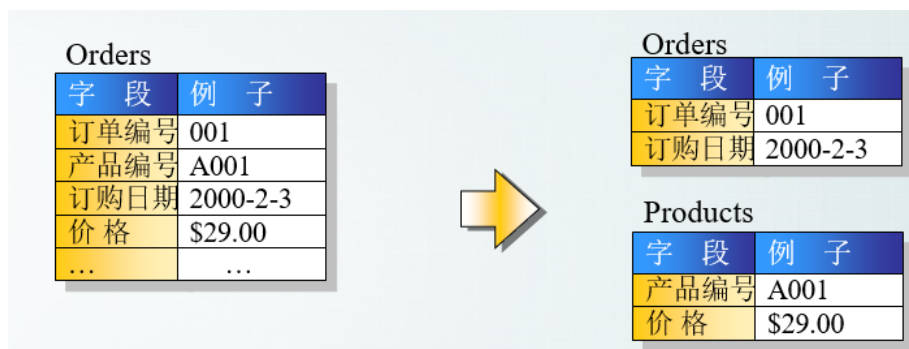 Orders
字 段 例 子
订单编号 001
产品编号 A001
订购日期 2000-2-3
价 格 $29.00
… …
Orders
字 段 例 子
订单编号 001
订购日期 2000-2-3
Products
字 段 例 子
产品编号 A001
价 格 $29.00